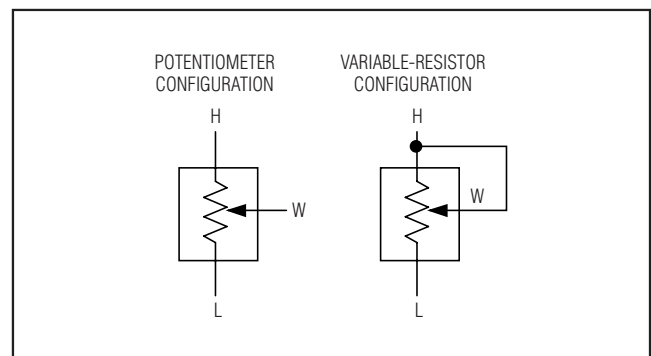 POTENTIOMETER
CONFIGURATION
H
W
L
VARIABLE-RESISTOR
CONFIGURATION
H
W
L